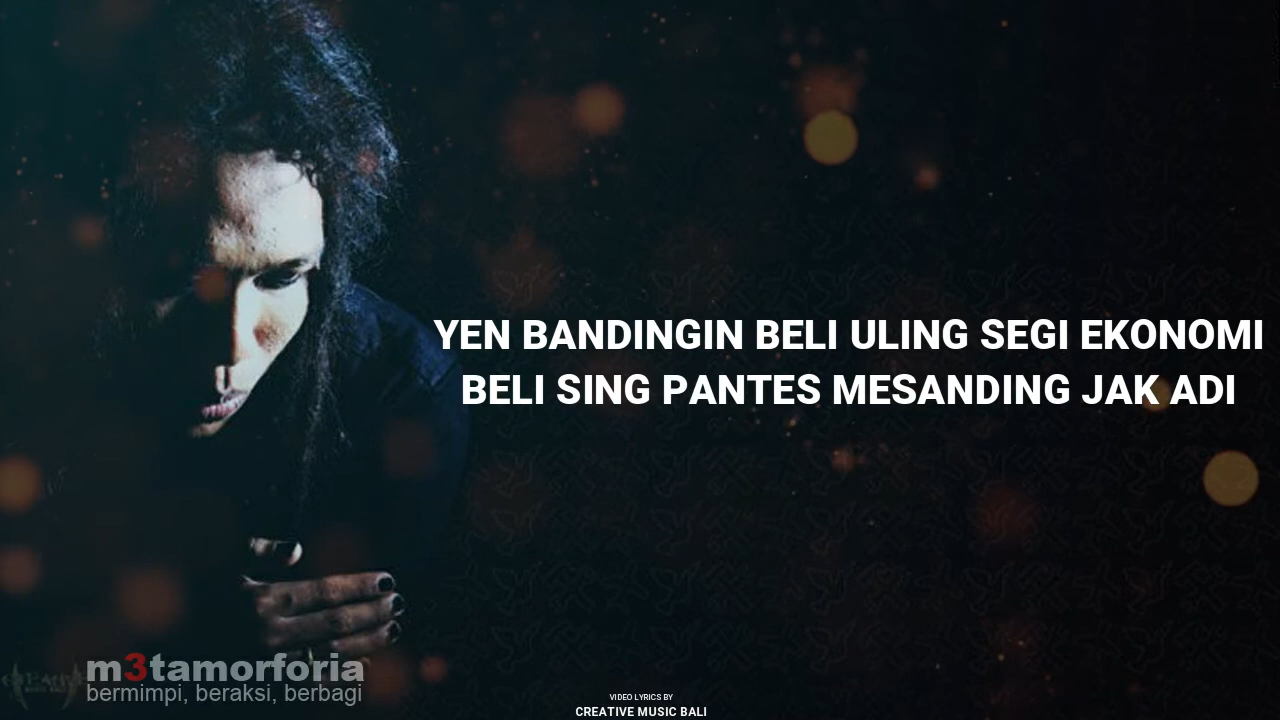 YEN BANDINGIN BELI ULING SEGI EKONOMI
BELI SING PANTES MESANDING JAK ADI
m3tamorforia
bermimpi, beraksi, berbagi
VIDEO LYRICS BY
CREATIVE MUSIC BALI